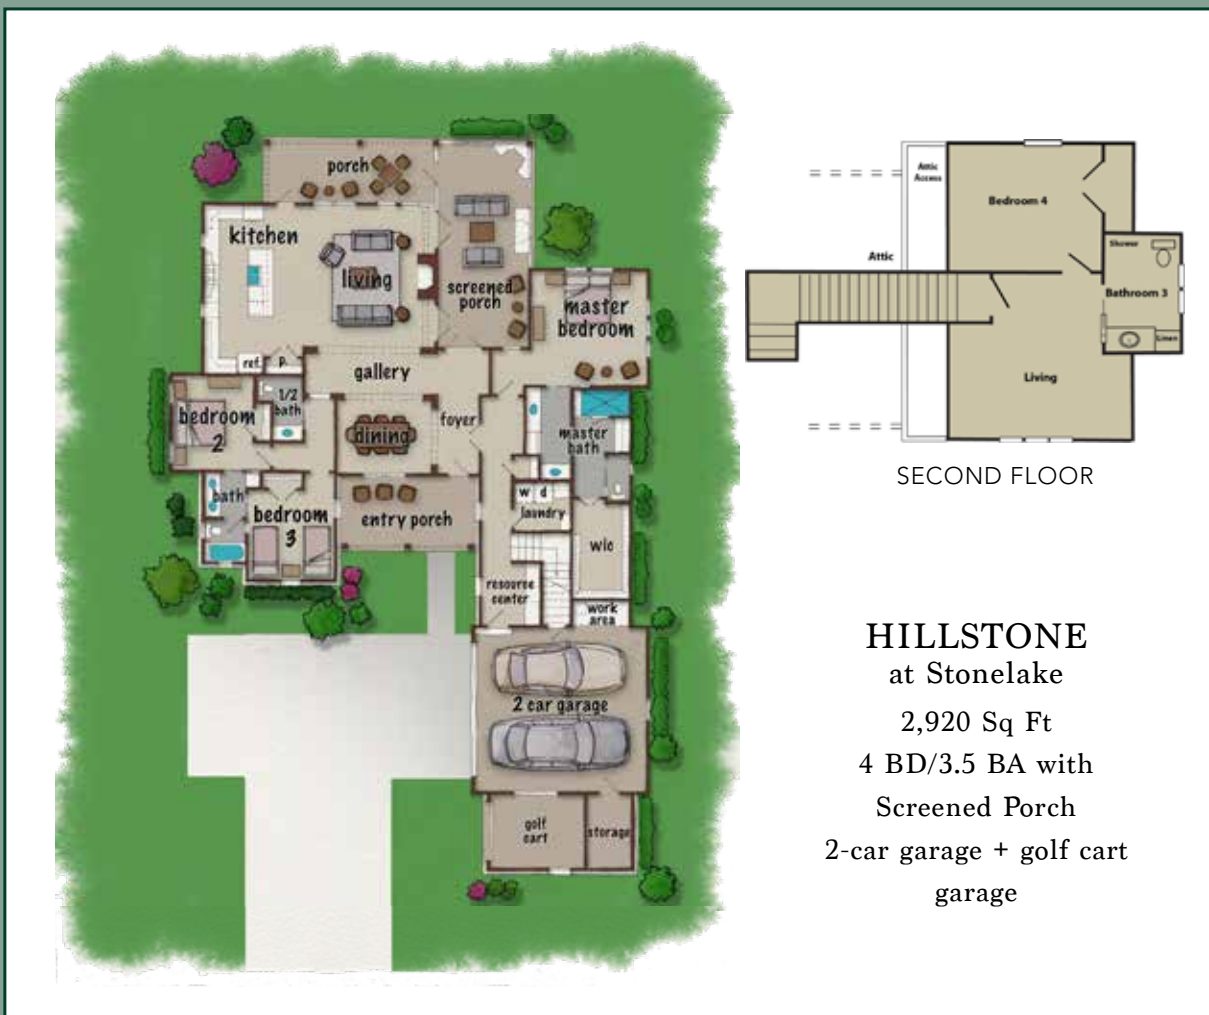 porch
kitchen
living
screened
porch
master
bedroom
ref.
p.
gallery
1/2
bath
bedroom
2
foyer
dining
master
bath
bath
w d
laundry
bedroom
3
entry porch
wic
resource
center
work
area
2 car garage
golf
cart
storage
Attic
Access
Bedroom 4
Shower
Attic
Bathroom 3
Linen
Living
SECOND FLOOR
HILLSTONE
at Stonelake
2,920 Sq Ft
4 BD/3.5 BA with
Screened Porch
2-car garage + golf cart
garage